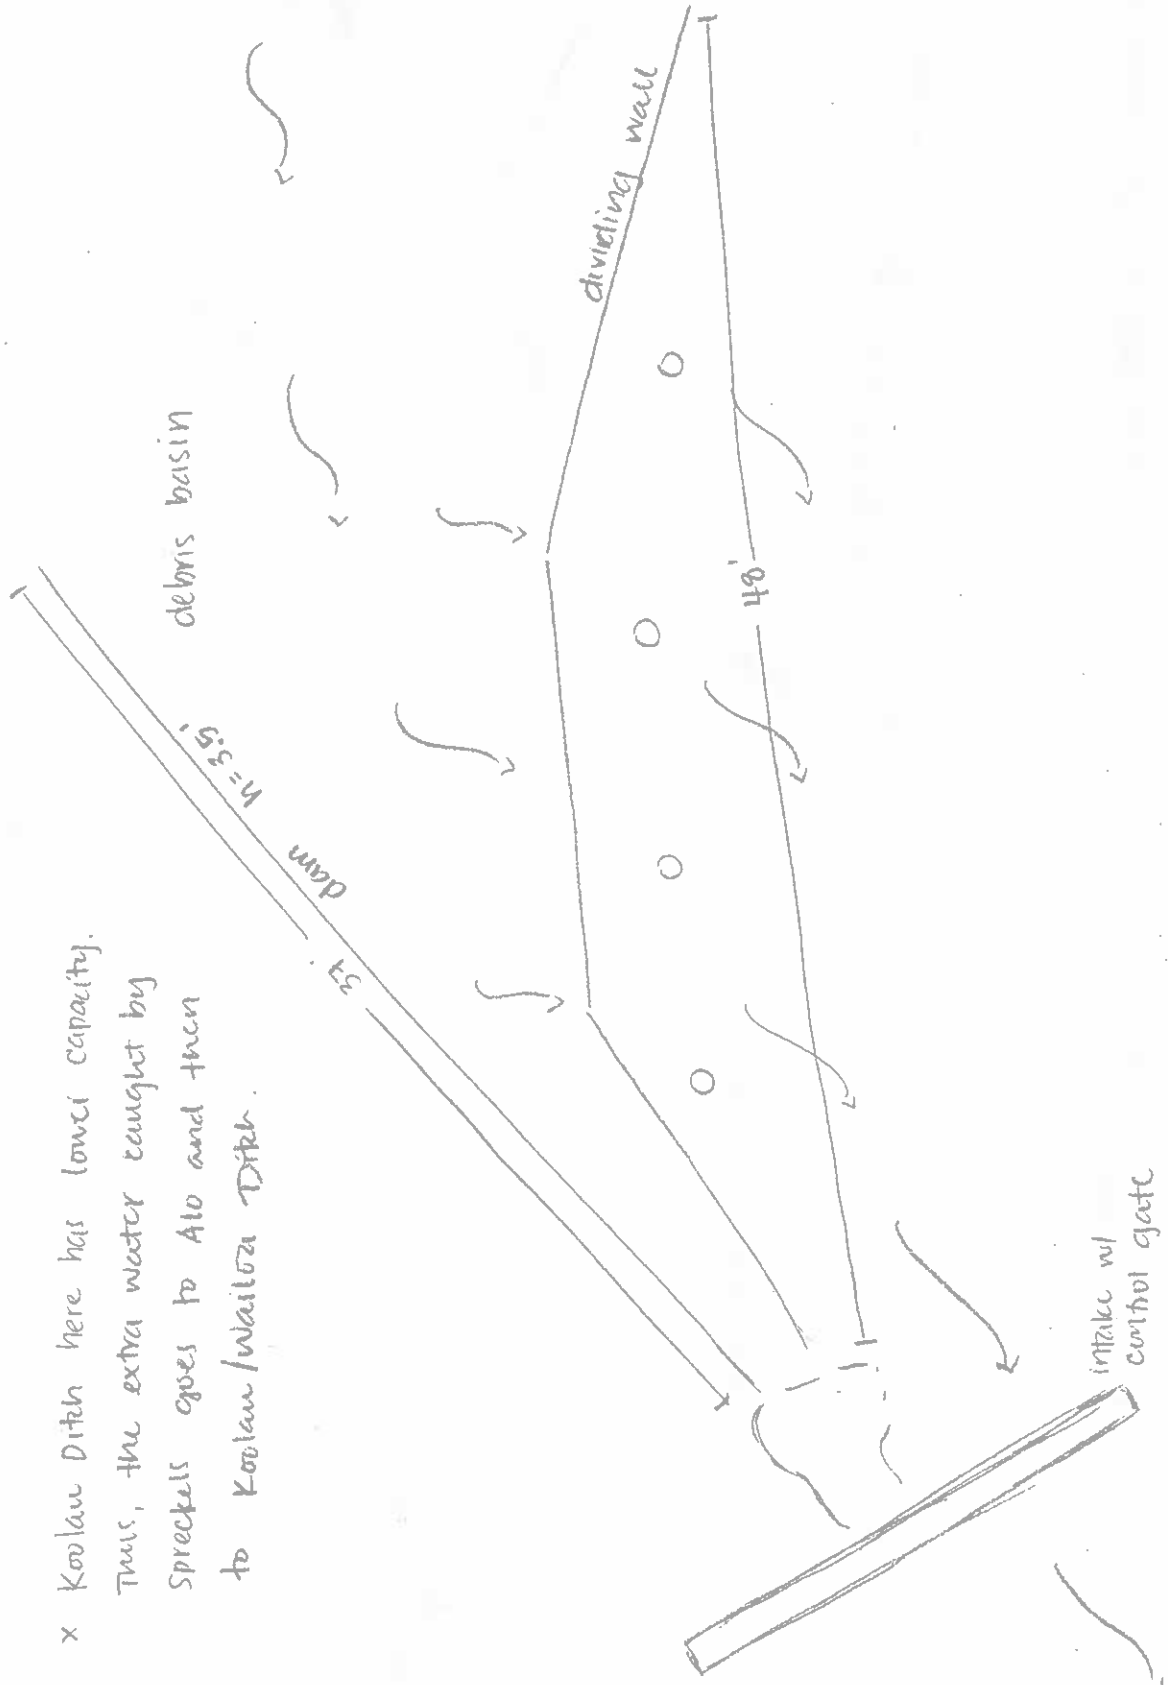 x Koolau Ditch here has lower capacity.
Thus, the extra water caught by
Spreckels goes to Alo and then
to Koolau/Wailoa Ditch.
37'
dam
h=3.5'
debris basin
dividing wall
48'
intake w/
control gate